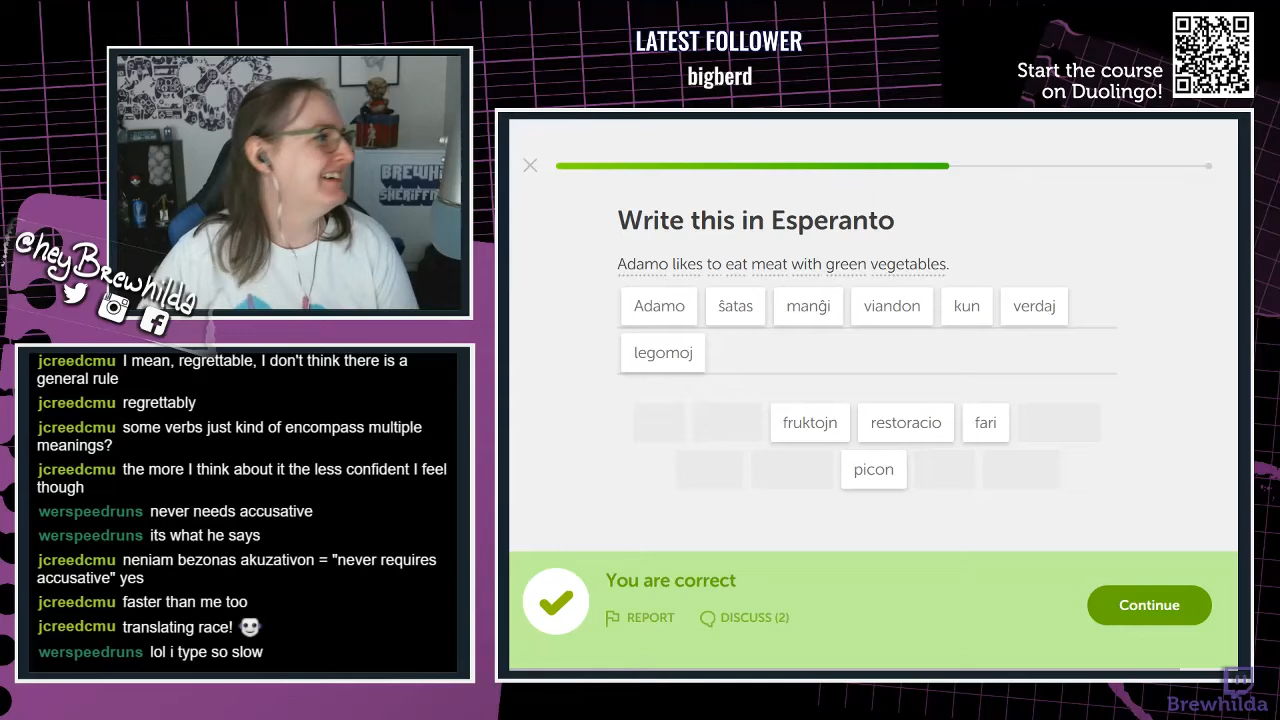 LATEST FOLLOWER
bigberd
Start the course
on Duolingo!
BREWHI
SHERIFFN
@heyBrewhilda
jcreedcmu I mean, regrettable, I don't think there is a
general rule
jcreedcmu regrettably
jcreedcmu some verbs just kind of encompass multiple
meanings?
jcreedcmu the more I think about it the less confident I feel
though
werspeedruns never needs accusative
werspeedruns its what he says
jcreedcmu neniam bezonas akuzativon = "never requires
accusative" yes
jcreedcmu faster than me too
jcreedcmu translating race!
werspeedruns lol i type so slow
Write this in Esperanto
Adamo likes to eat meat with green vegetables.
Adamo ŝatas manĝi viandon kun verdaj
legomoj
fruktojn restoracio fari
picon
You are correct
REPORT DISCUSS (2)
Continue
Brewhilda